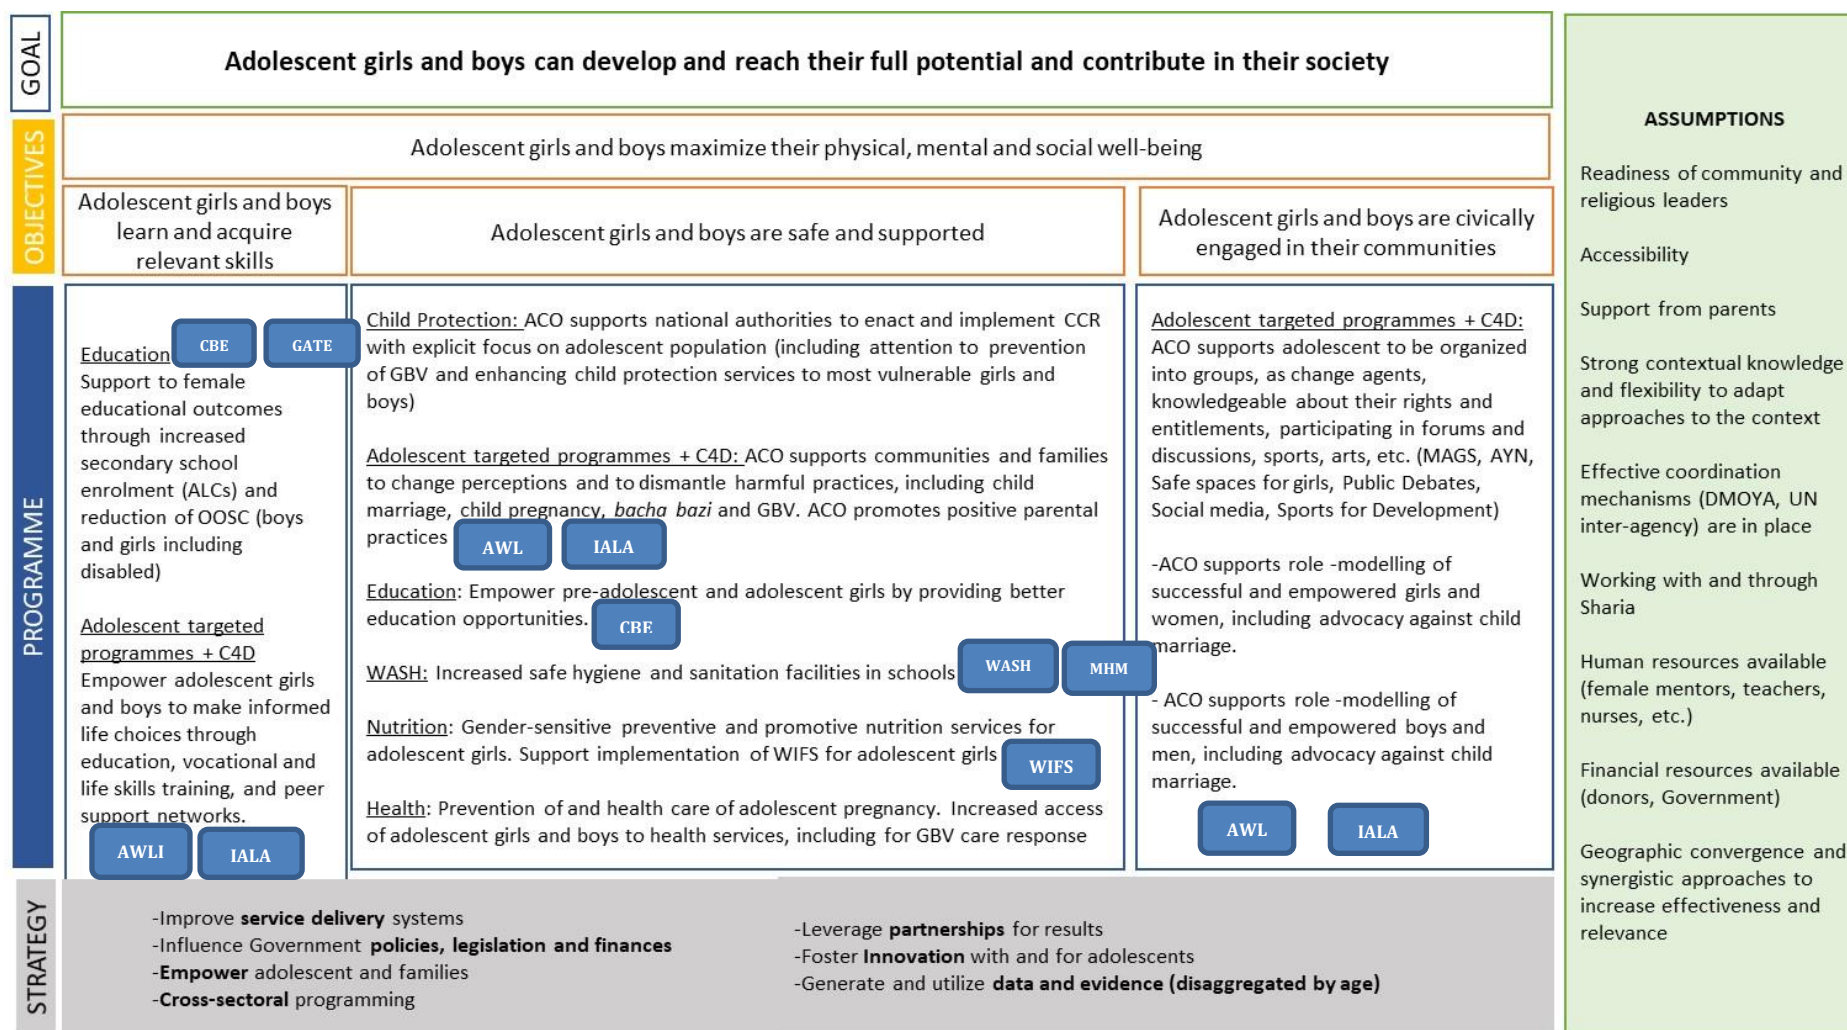 GOAL
Adolescent girls and boys can develop and reach their full potential and contribute in their society
OBJECTIVES
Adolescent girls and boys maximize their physical, mental and social well-being
Adolescent girls and boys
learn and acquire
relevant skills
Adolescent girls and boys are safe and supported
Adolescent girls and boys are civically
engaged in their communities
PROGRAMME
CBE
GATE
Education
Support to female
educational outcomes
through increased
secondary school
enrolment (ALCs) and
reduction of OOSC (boys
and girls including
disabled)
Adolescent targeted
programmes + C4D
Empower adolescent girls
and boys to make informed
life choices through
education, vocational and
life skills training, and peer
support networks.
AWLI
IALA
Child Protection: ACO supports national authorities to enact and implement CCR
with explicit focus on adolescent population (including attention to prevention
of GBV and enhancing child protection services to most vulnerable girls and
boys)
Adolescent targeted programmes + C4D: ACO supports communities and families
to change perceptions and to dismantle harmful practices, including child
marriage, child pregnancy, bacha bazi and GBV. ACO promotes positive parental
practices
AWL
IALA
Education: Empower pre-adolescent and adolescent girls by providing better
education opportunities.
CBE
WASH: Increased safe hygiene and sanitation facilities in schools
WASH
MHM
Nutrition: Gender-sensitive preventive and promotive nutrition services for
adolescent girls. Support implementation of WIFS for adolescent girls
WIFS
Health: Prevention of and health care of adolescent pregnancy. Increased access
of adolescent girls and boys to health services, including for GBV care response
Adolescent targeted programmes + C4D:
ACO supports adolescent to be organized
into groups, as change agents,
knowledgeable about their rights and
entitlements, participating in forums and
discussions, sports, arts, etc. (MAGS, AYN,
Safe spaces for girls, Public Debates,
Social media, Sports for Development)
-ACO supports role -modelling of
successful and empowered girls and
women, including advocacy against child
marriage.
- ACO supports role -modelling of
successful and empowered boys and
men, including advocacy against child
marriage.
AWL
IALA
STRATEGY
-Improve service delivery systems
-Influence Government policies, legislation and finances
-Empower adolescent and families
-Cross-sectoral programming
-Leverage partnerships for results
-Foster Innovation with and for adolescents
-Generate and utilize data and evidence (disaggregated by age)
ASSUMPTIONS
Readiness of community and
religious leaders
Accessibility
Support from parents
Strong contextual knowledge
and flexibility to adapt
approaches to the context
Effective coordination
mechanisms (DMOYA, UN
inter-agency) are in place
Working with and through
Sharia
Human resources available
(female mentors, teachers,
nurses, etc.)
Financial resources available
(donors, Government)
Geographic convergence and
synergistic approaches to
increase effectiveness and
relevance